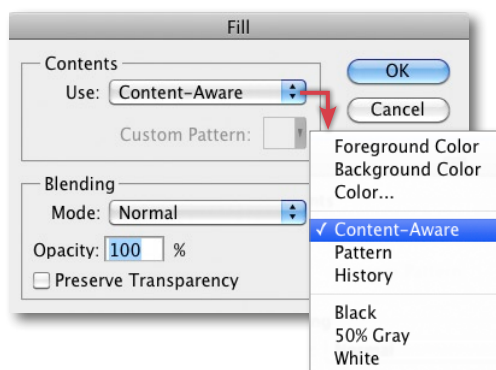 Fill
Contents
Use: Content-Aware
Custom Pattern:
OK
Cancel
Blending
Mode: Normal
Opacity: 100 %
Preserve Transparency
Foreground Color
Background Color
Color...
✓ Content-Aware
Pattern
History
Black
50% Gray
White